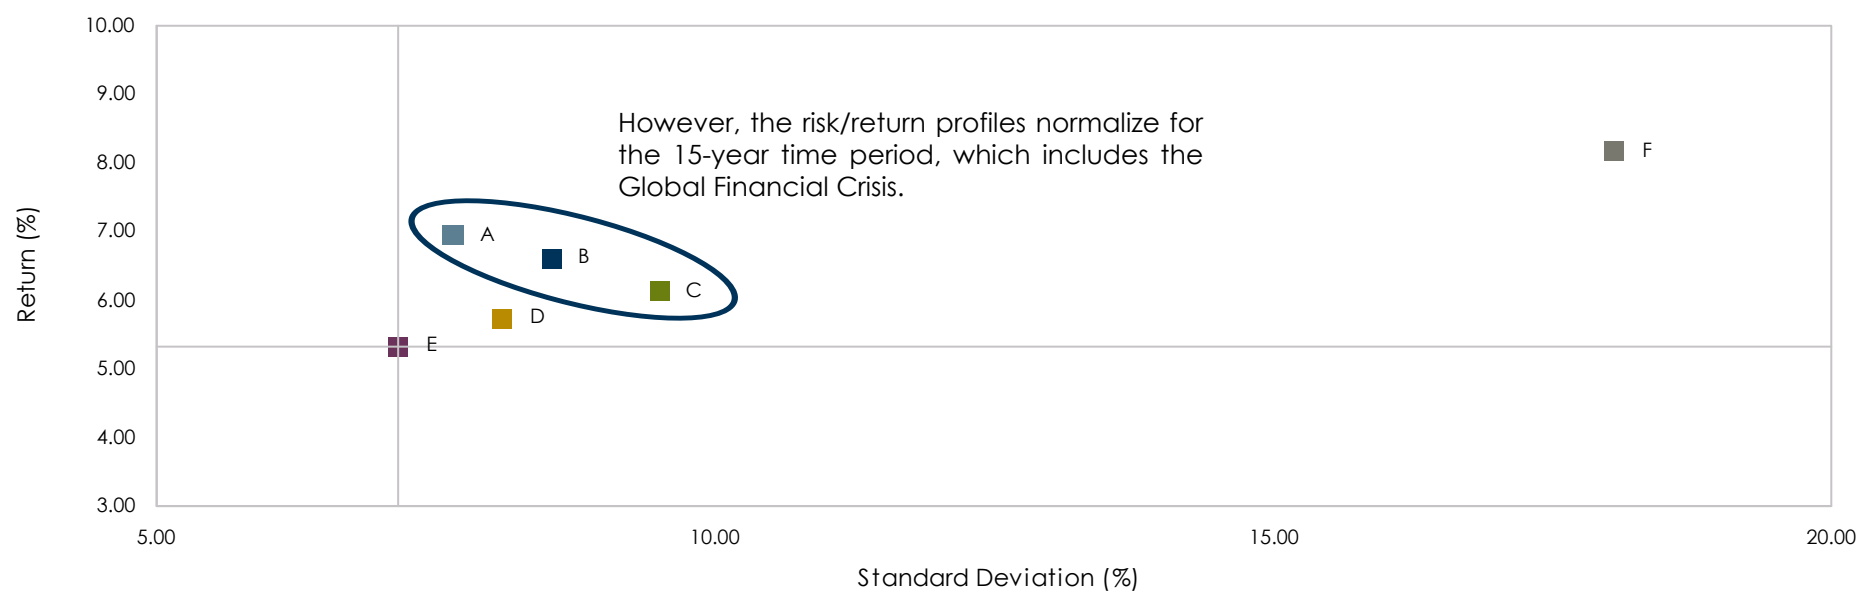 10.00
9.00
However, the risk/return profiles normalize for
the 15-year time period, which includes the
Global Financial Crisis.
8.00
F
7.00
A
B
6.00
C
D
E
5.00
4.00
3.00
Return (%)
5.00 10.00 15.00 20.00
Standard Deviation (%)